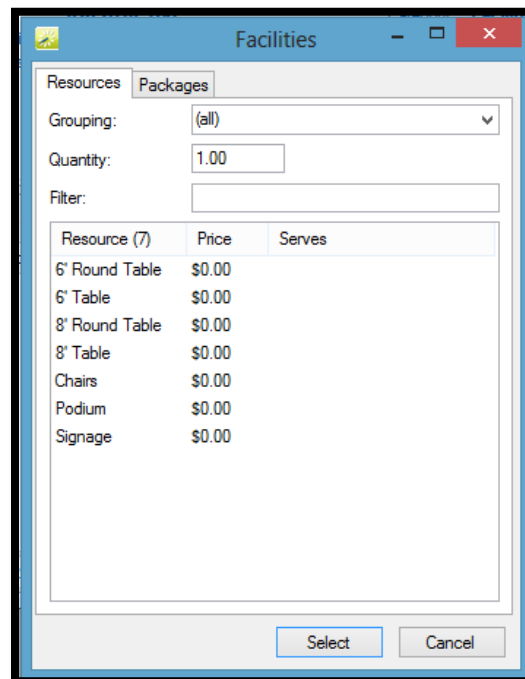 Facilities
Resources Packages
Grouping: (all)
Quantity: 1.00
Filter:
Resource (7) Price Serves
6' Round Table $0.00
6' Table $0.00
8' Round Table $0.00
8' Table $0.00
Chairs $0.00
Podium $0.00
Signage $0.00
Select Cancel